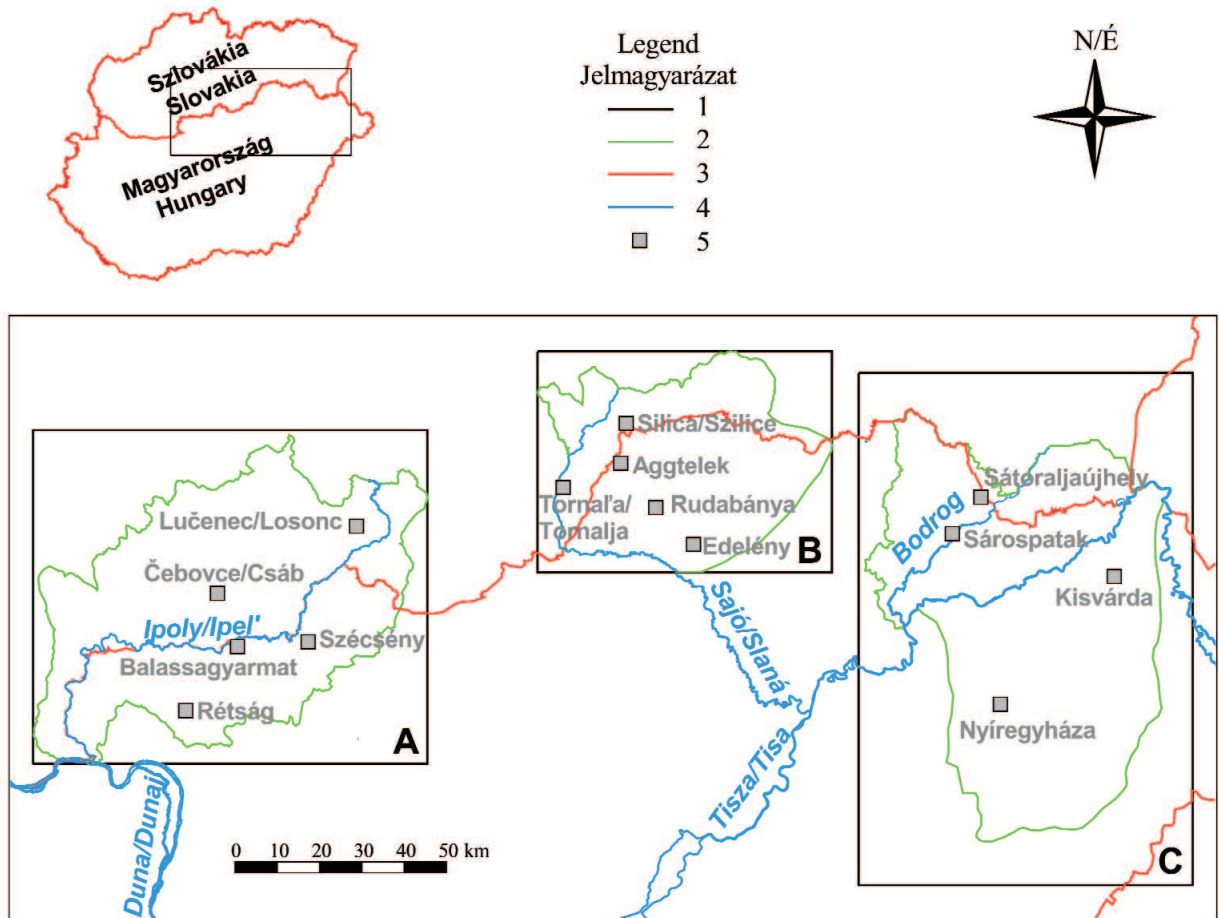 Szlovákia
Slovakia
Magyarország
Hungary
Legend
Jelmagyarázat
1
2
3
4
5
N/É
Silica/Szilice
Aggtelek
Tornaľa/
Tornalja
Rudabánya
Edelény
B
Sátoraljaújhely
Bodrog
Sárospatak
Kisvárda
Nyíregyháza
C
Lučenec/Losonc
Čebovce/Csáb
Ipoly/Ipel'
Szécsény
Balassagyarmat
Rétság
A
Sajó/Slaná
Tisza/Tisa
Duna/Dunaj
0 10 20 30 40 50 km